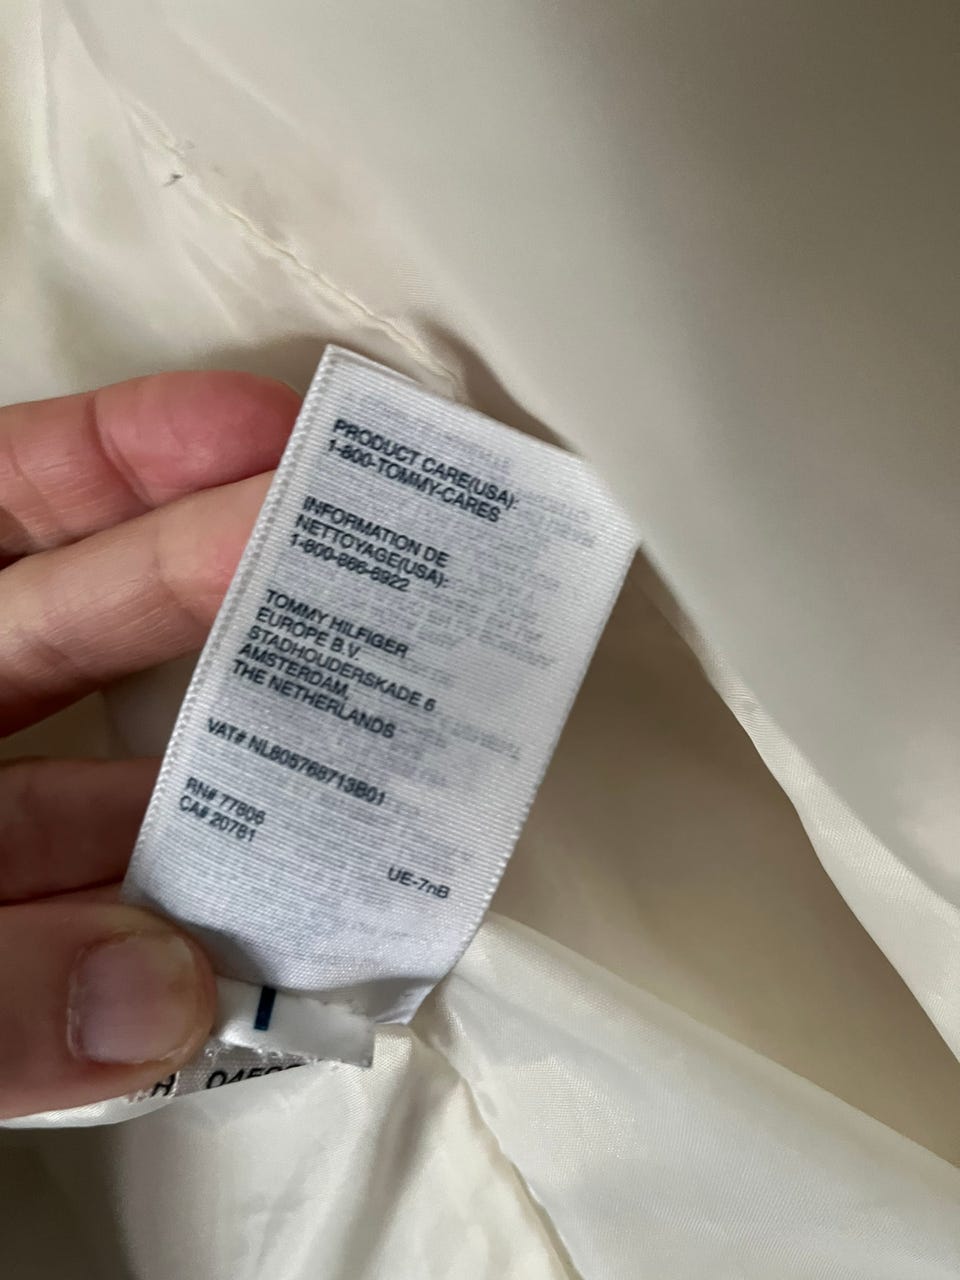 PRODUCT CARE(USA):
1-800-TOMMY-CARES
INFORMATION DE
NETTOYAGE(USA):
1-800-866-6922
TOMMY HILFIGER
EUROPE B.V.
STADHOUDERSKADE 6
AMSTERDAM,
THE NETHERLANDS
VAT# NL805768713B01
RN# 77806
CA# 20781
UE-7nB